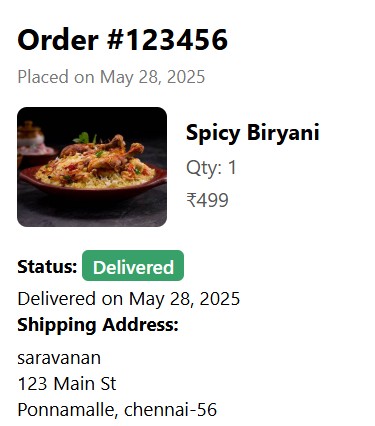 Order #123456
Placed on May 28, 2025
Spicy Biryani
Qty: 1
₹499
Status: Delivered
Delivered on May 28, 2025
Shipping Address:
saravanan
123 Main St
Ponnamalle, chennai-56